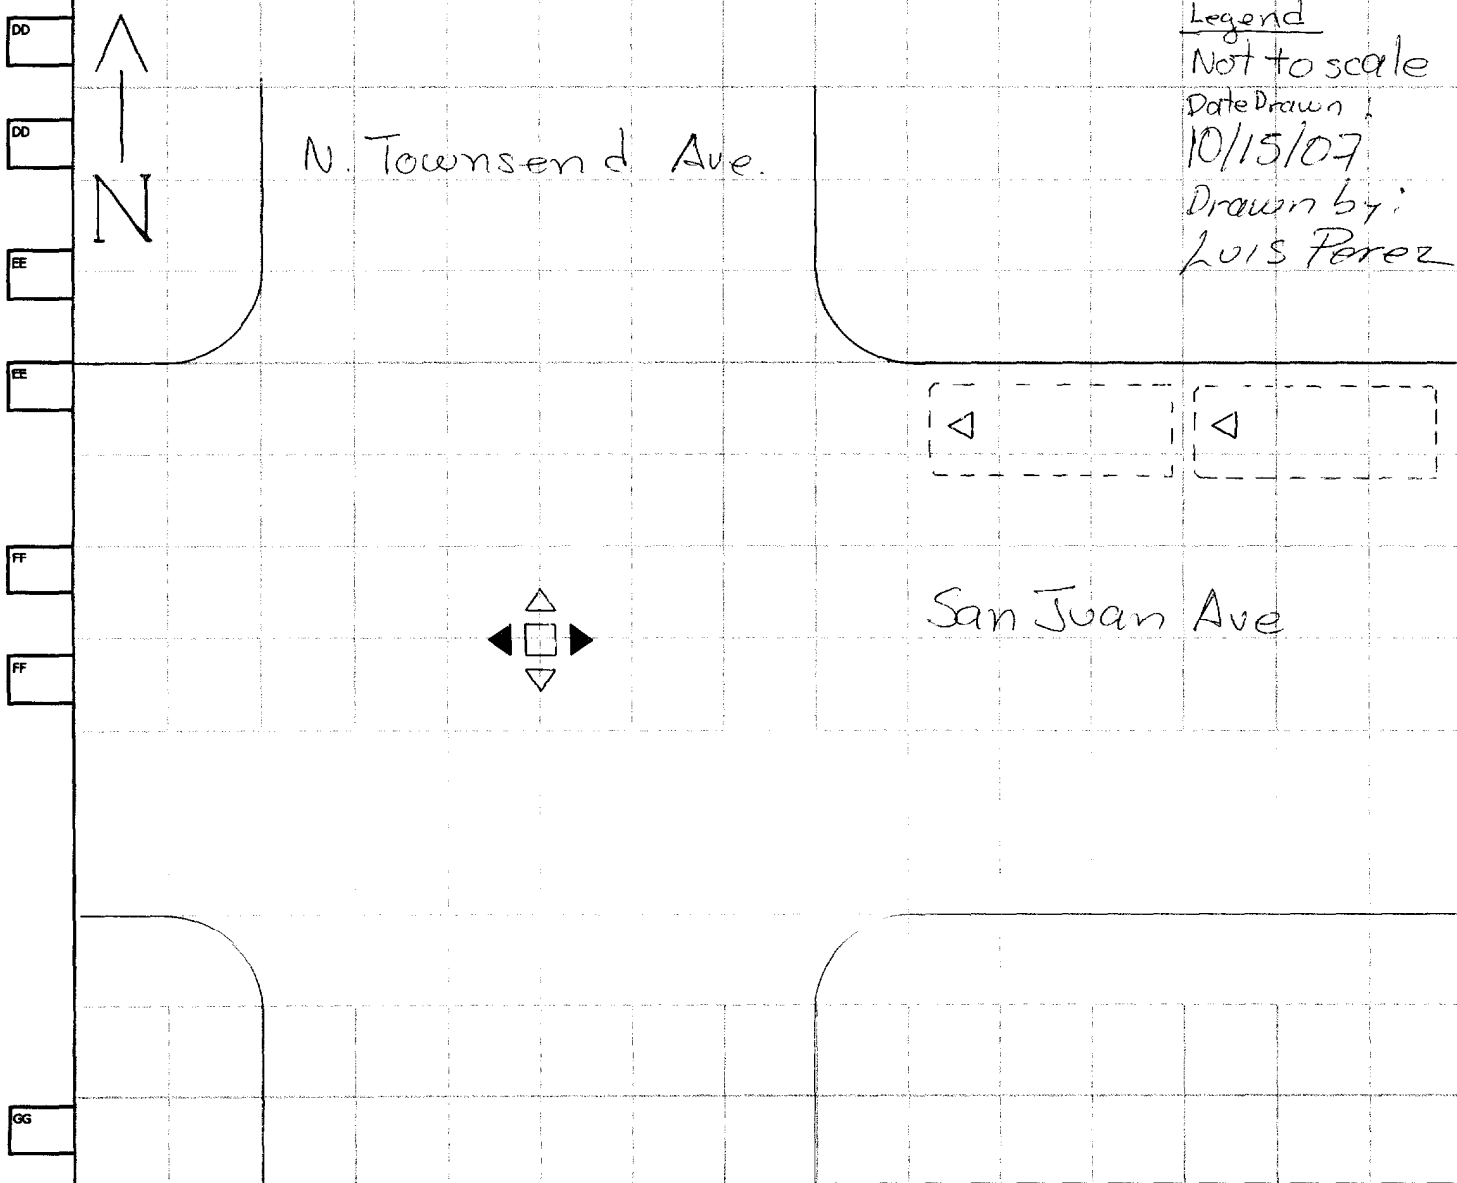 Legend
Not to scale
Date Drawn:
10/15/07
Drawn by:
Luis Perez
DD
DD
N
N. Townsend Ave.
EE
EE
FF
San Juan Ave
FF
GG